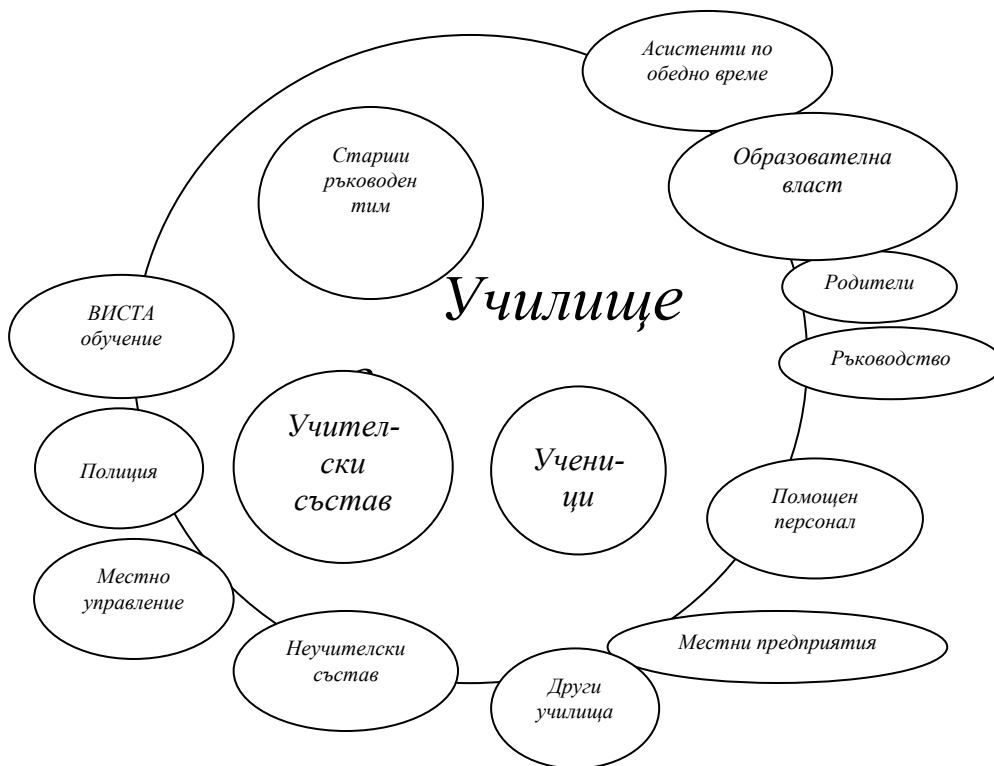 Асистенти по
обедно време
Образователна
власт
Старши
ръководен
тим
Училище
Родители
ВИСТА
обучение
Ръководство
Учител-
ски
състав
Учени-
ци
Полиция
Помощен
персонал
Местно
управление
Местни предприятия
Неучителски
състав
Други
училища